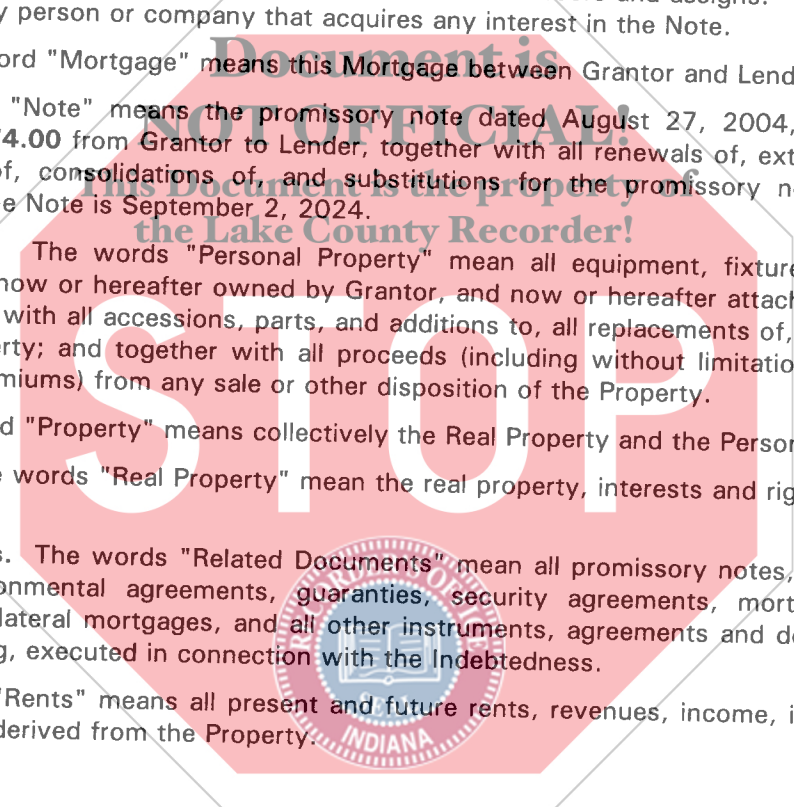 y person or company that acquires any interest in the Note.
ord "Mortgage" means this Mortgage between Grantor and Lend
"Note" means the promissory note dated August 27, 2004,
4.00 from Grantor to Lender, together with all renewals of, ext
of, consolidations of, and substitutions for the promissory n
e Note is September 2, 2024.
The words "Personal Property" mean all equipment, fixture
now or hereafter owned by Grantor, and now or hereafter attach
with all accessions, parts, and additions to, all replacements of,
erty; and together with all proceeds (including without limitatio
miums) from any sale or other disposition of the Property.
d "Property" means collectively the Real Property and the Person
e words "Real Property" mean the real property, interests and rig
s. The words "Related Documents" mean all promissory notes,
onmental agreements, guaranties, security agreements, mort
lateral mortgages, and all other instruments, agreements and do
g, executed in connection with the Indebtedness.
"Rents" means all present and future rents, revenues, income, i
derived from the Property.
Document is
NOT OFFICIAL!
This Document is the property of
the Lake County Recorder!
STOP
RECORDER'S OFFICE
SEAL
INDIANA